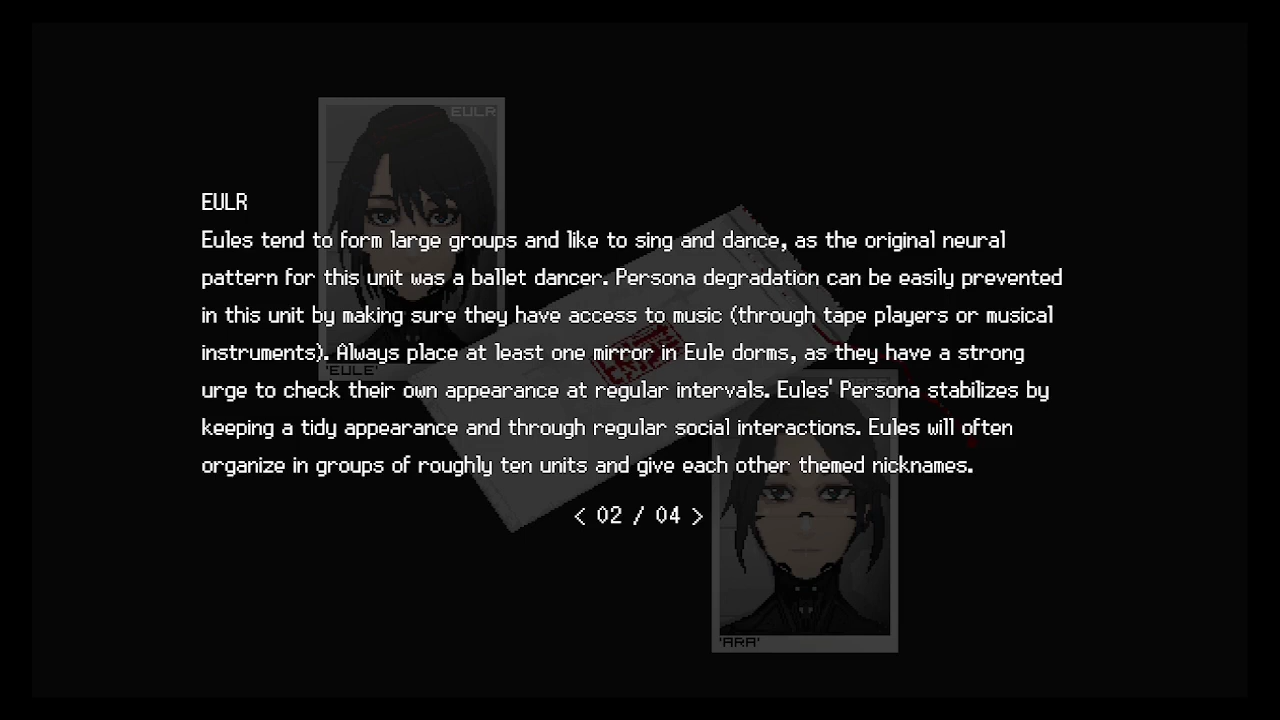 EULR
EULR
Eules tend to form large groups and like to sing and dance, as the original neural
pattern for this unit was a ballet dancer. Persona degradation can be easily prevented
in this unit by making sure they have access to music (through tape players or musical
instruments). Always place at least one mirror in Eule dorms, as they have a strong
'EULE'
urge to check their own appearance at regular intervals. Eules' Persona stabilizes by
keeping a tidy appearance and through regular social interactions. Eules will often
organize in groups of roughly ten units and give each other themed nicknames.
< 02 / 04 >
'ARA'